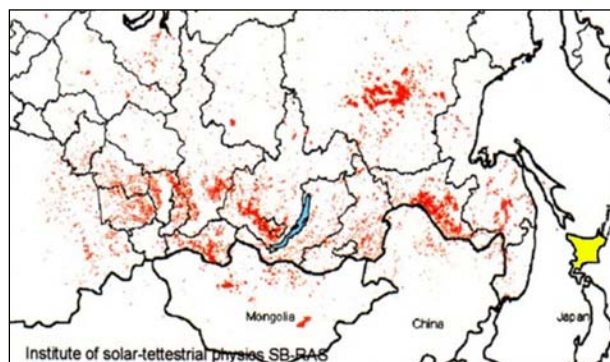 Mongolia
China
Japan
Institute of solar-tettestrial physics SB-RAS